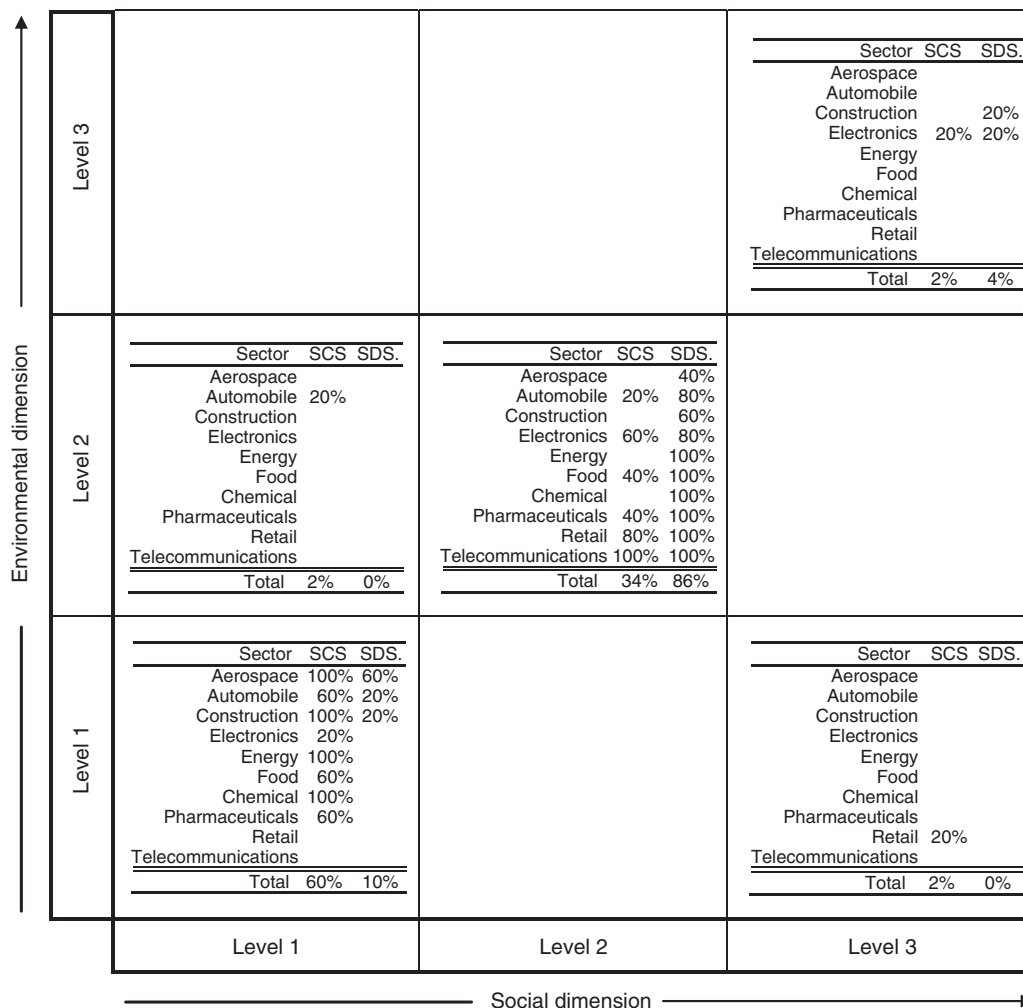 Sector SCS SDS.
Aerospace
Automobile
Construction 20%
Electronics 20% 20%
Energy
Food
Chemical
Pharmaceuticals
Retail
Telecommunications
Total 2% 4%
Level 3
Environmental dimension
Level 2
Sector SCS SDS.
Aerospace
Automobile 20%
Construction
Electronics
Energy
Food
Chemical
Pharmaceuticals
Retail
Telecommunications
Total 2% 0%
Sector SCS SDS.
Aerospace 40%
Automobile 20% 80%
Construction 60%
Electronics 60% 80%
Energy 100%
Food 40% 100%
Chemical 100%
Pharmaceuticals 40% 100%
Retail 80% 100%
Telecommunications 100% 100%
Total 34% 86%
Level 1
Sector SCS SDS.
Aerospace 100% 60%
Automobile 60% 20%
Construction 100% 20%
Electronics 20%
Energy 100%
Food 60%
Chemical 100%
Pharmaceuticals 60%
Retail
Telecommunications
Total 60% 10%
Sector SCS SDS.
Aerospace
Automobile
Construction
Electronics
Energy
Food
Chemical
Pharmaceuticals
Retail 20%
Telecommunications
Total 2% 0%
Level 1 Level 2 Level 3
Social dimension